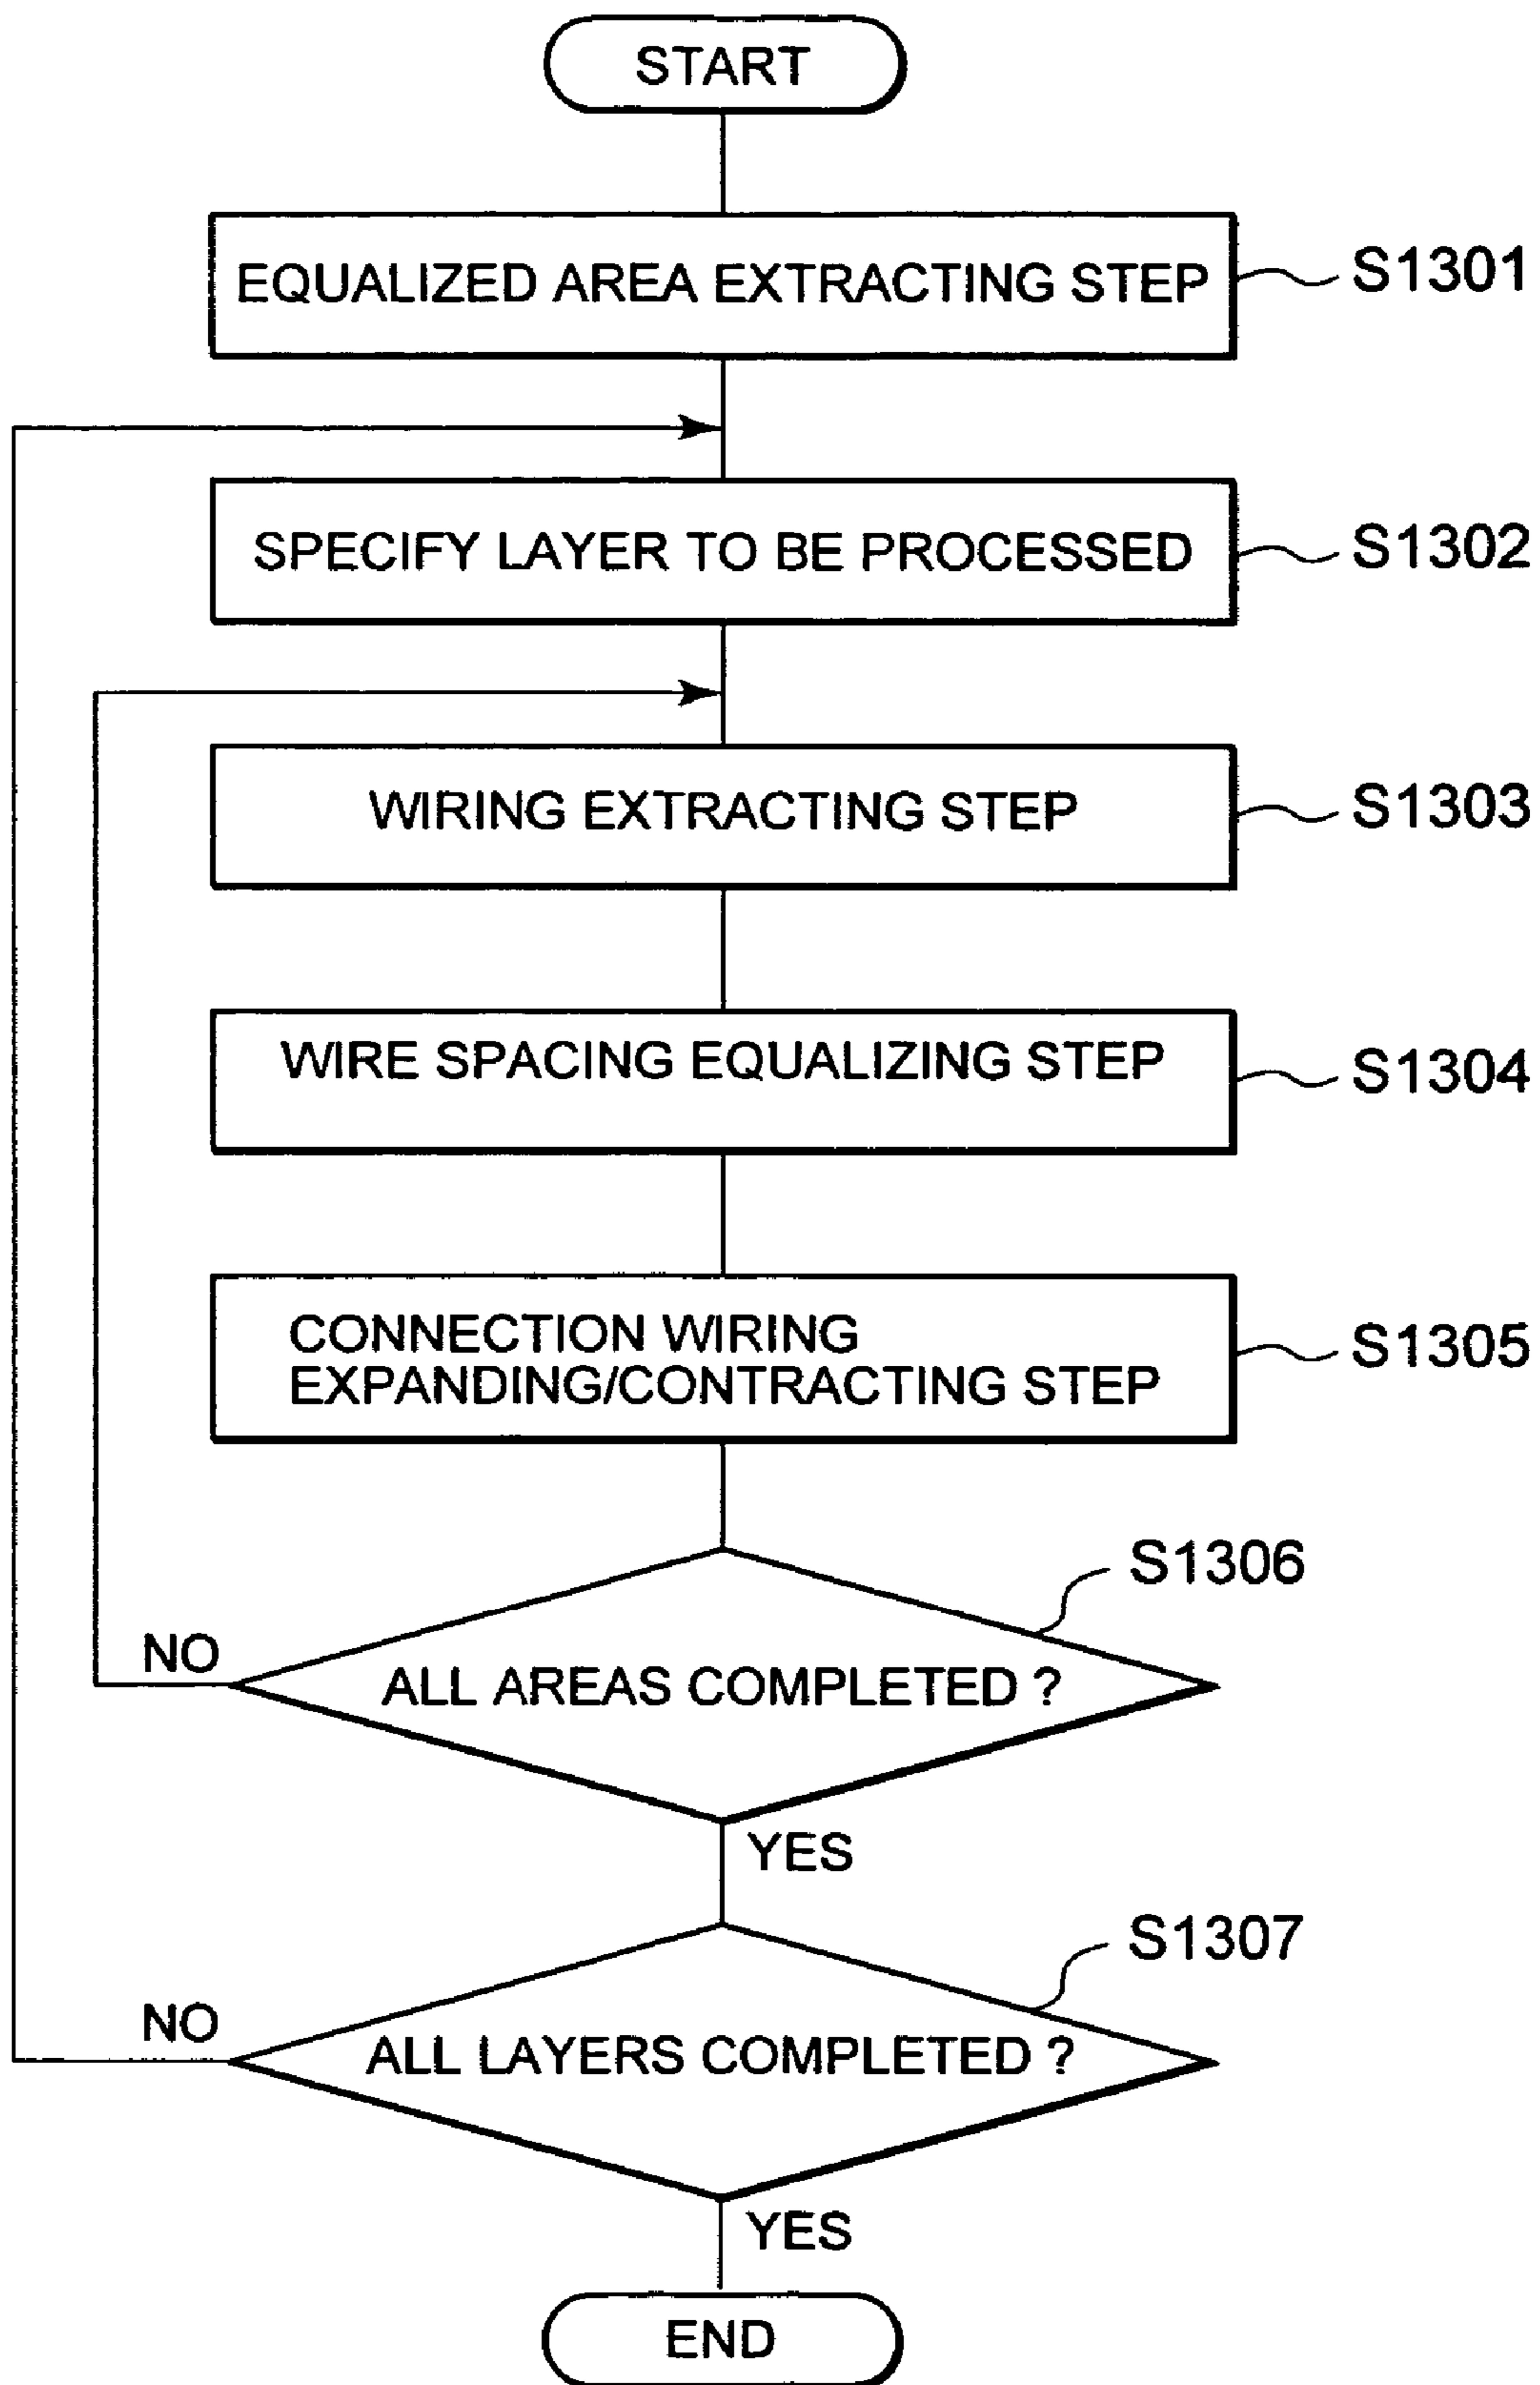 START
EQUALIZED AREA EXTRACTING STEP
S1301
SPECIFY LAYER TO BE PROCESSED
S1302
WIRING EXTRACTING STEP
S1303
WIRE SPACING EQUALIZING STEP
S1304
CONNECTION WIRING
EXPANDING/CONTRACTING STEP
S1305
S1306
NO
ALL AREAS COMPLETED ?
YES
S1307
NO
ALL LAYERS COMPLETED ?
YES
END